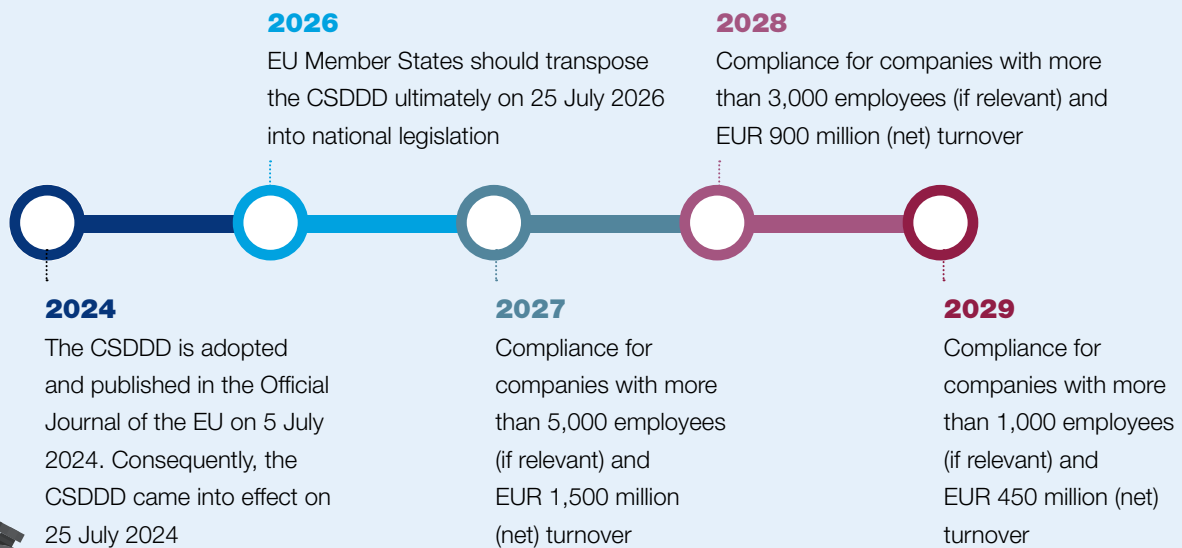 2026
EU Member States should transpose
the CSDDD ultimately on 25 July 2026
into national legislation
2028
Compliance for companies with more
than 3,000 employees (if relevant) and
EUR 900 million (net) turnover
2024
The CSDDD is adopted
and published in the Official
Journal of the EU on 5 July
2024. Consequently, the
CSDDD came into effect on
25 July 2024
2027
Compliance for
companies with more
than 5,000 employees
(if relevant) and
EUR 1,500 million
(net) turnover
2029
Compliance for
companies with more
than 1,000 employees
(if relevant) and
EUR 450 million (net)
turnover